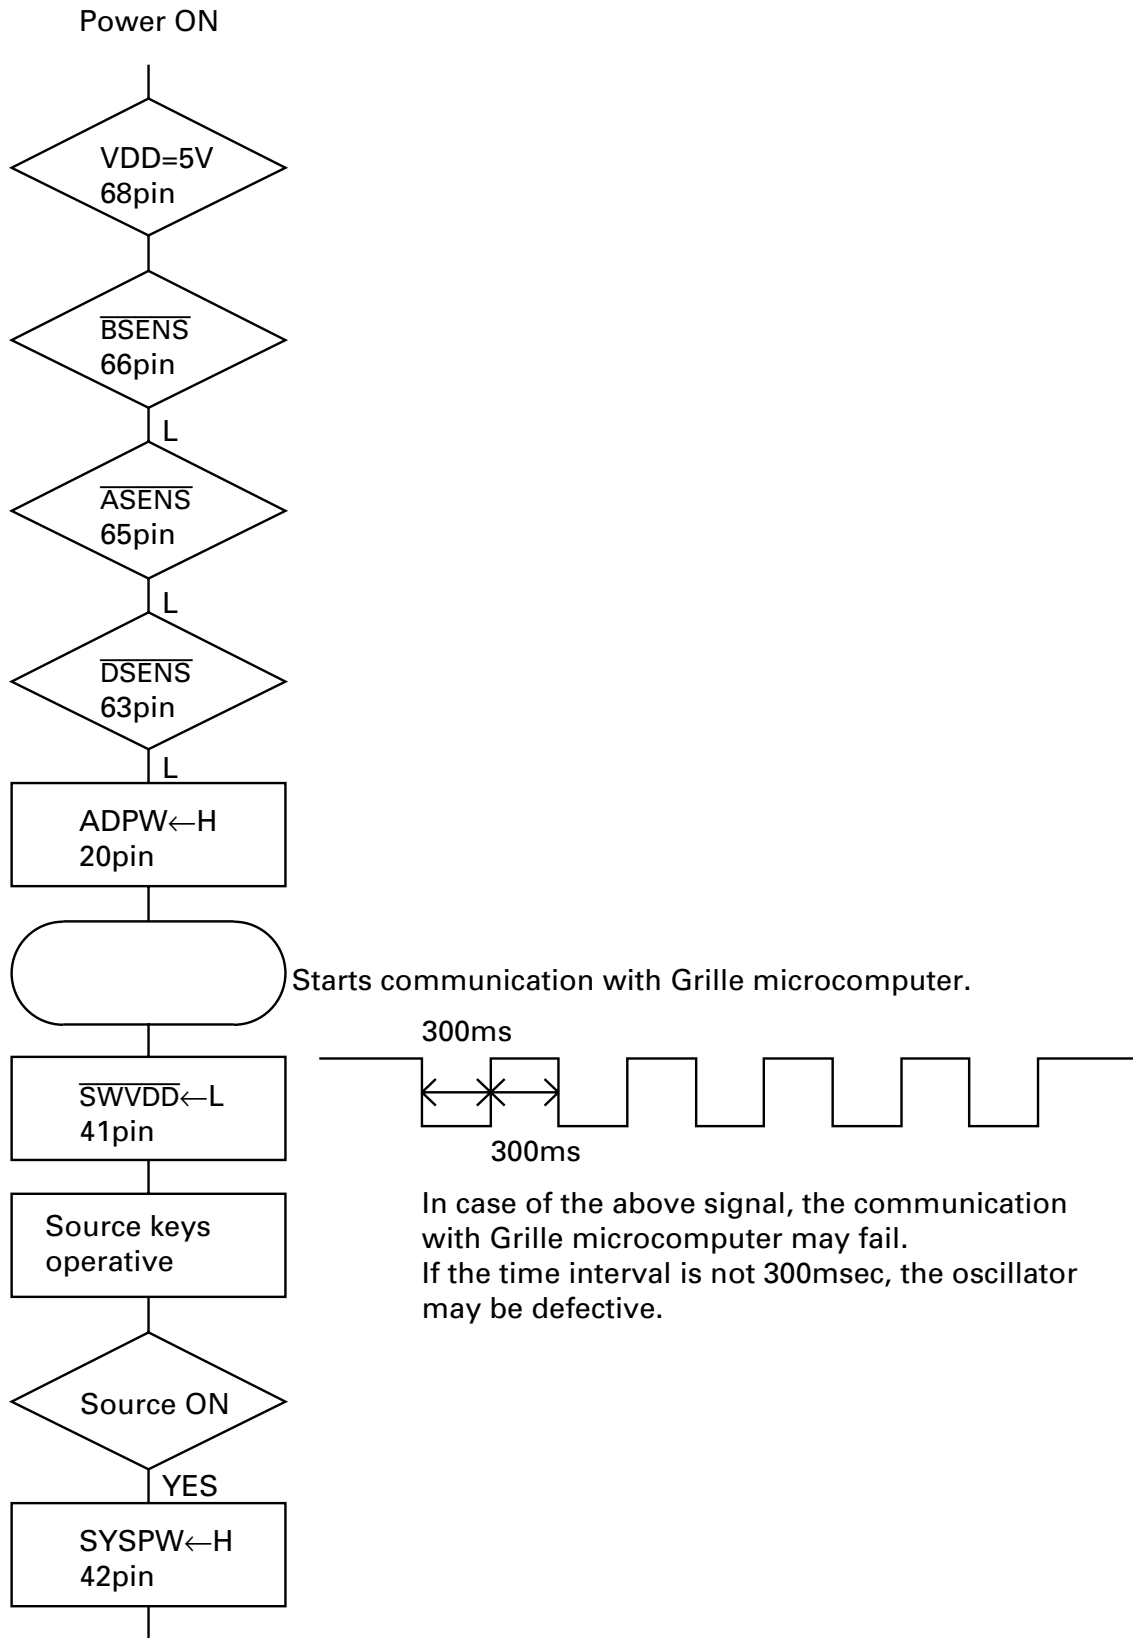 Power ON
VDD=5V
68pin
BSENS
66pin
L
ASENS
65pin
L
DSENS
63pin
L
ADPW←H
20pin
Starts communication with Grille microcomputer.
300ms
SWVDD←L
41pin
300ms
In case of the above signal, the communication
with Grille microcomputer may fail.
If the time interval is not 300msec, the oscillator
may be defective.
Source keys
operative
Source ON
YES
SYSPW←H
42pin